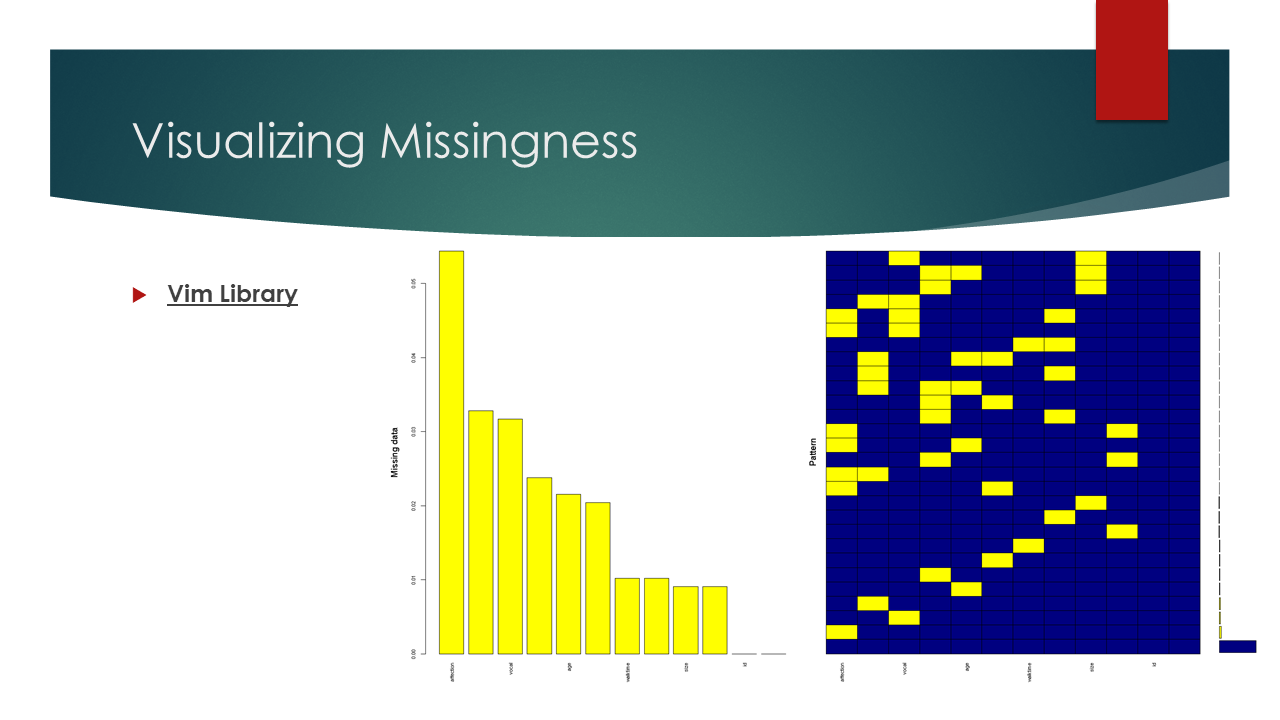 Visualizing Missingness
Vim Library
Missing data
0.05
0.04
0.03
0.02
0.01
0.00
affection
vocal
age
walktime
size
id
Pattern
affection
vocal
age
walktime
size
id